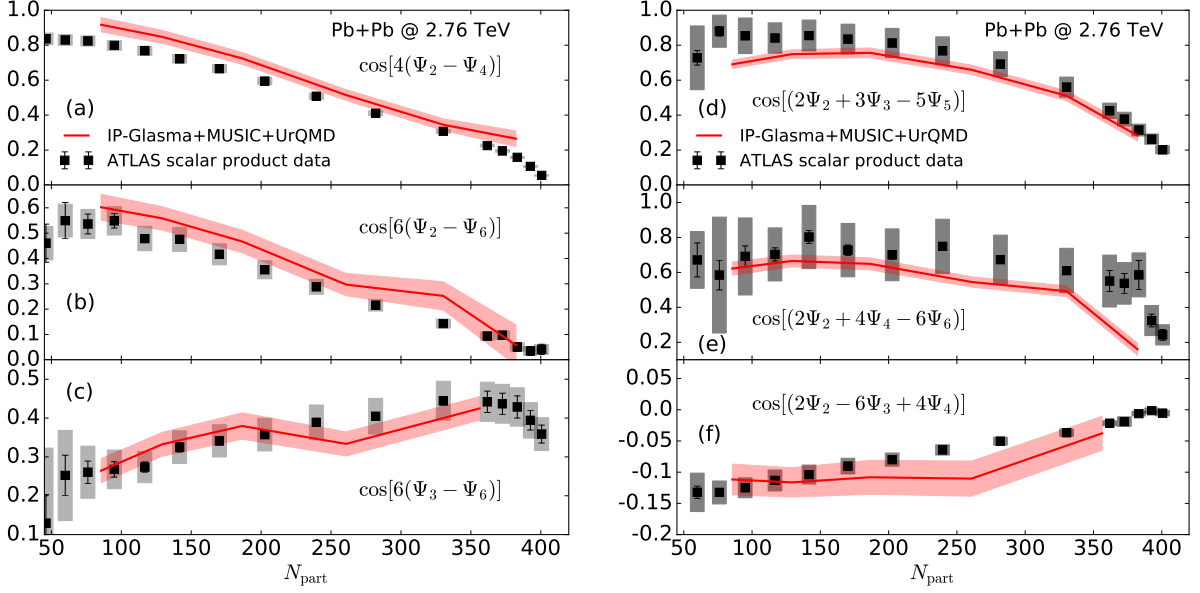 Pb+Pb @ 2.76 TeV
cos[4(Ψ₂ − Ψ₄)]
(a)
IP-Glasma+MUSIC+UrQMD
ATLAS scalar product data
1.0
0.8
0.6
0.4
0.2
0.0
cos[6(Ψ₂ − Ψ₆)]
(b)
0.6
0.5
0.4
0.3
0.2
0.1
0.0
(c)
cos[6(Ψ₃ − Ψ₆)]
0.5
0.4
0.3
0.2
0.1
50 100 150 200 250 300 350 400
N_part
Pb+Pb @ 2.76 TeV
(d)
cos[(2Ψ₂ + 3Ψ₃ − 5Ψ₅)]
IP-Glasma+MUSIC+UrQMD
ATLAS scalar product data
1.0
0.8
0.6
0.4
0.2
0.0
cos[(2Ψ₂ + 4Ψ₄ − 6Ψ₆)]
(e)
1.0
0.8
0.6
0.4
0.2
cos[(2Ψ₂ − 6Ψ₃ + 4Ψ₄)]
(f)
0.05
0.0
-0.05
-0.1
-0.15
-0.2
50 100 150 200 250 300 350 400
N_part